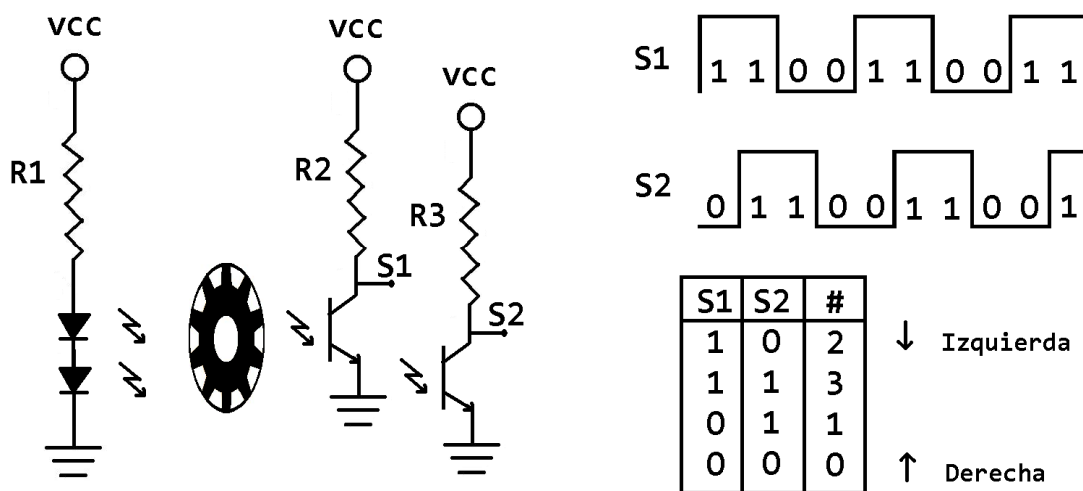 VCC
R1
VCC
R2
S1
VCC
R3
S2
S1 1 1 0 0 1 1 0 0 1 1
S2 0 1 1 0 0 1 1 0 0 1
S1 S2 #
1 0 2
1 1 3
0 1 1
0 0 0
↓ Izquierda
↑ Derecha